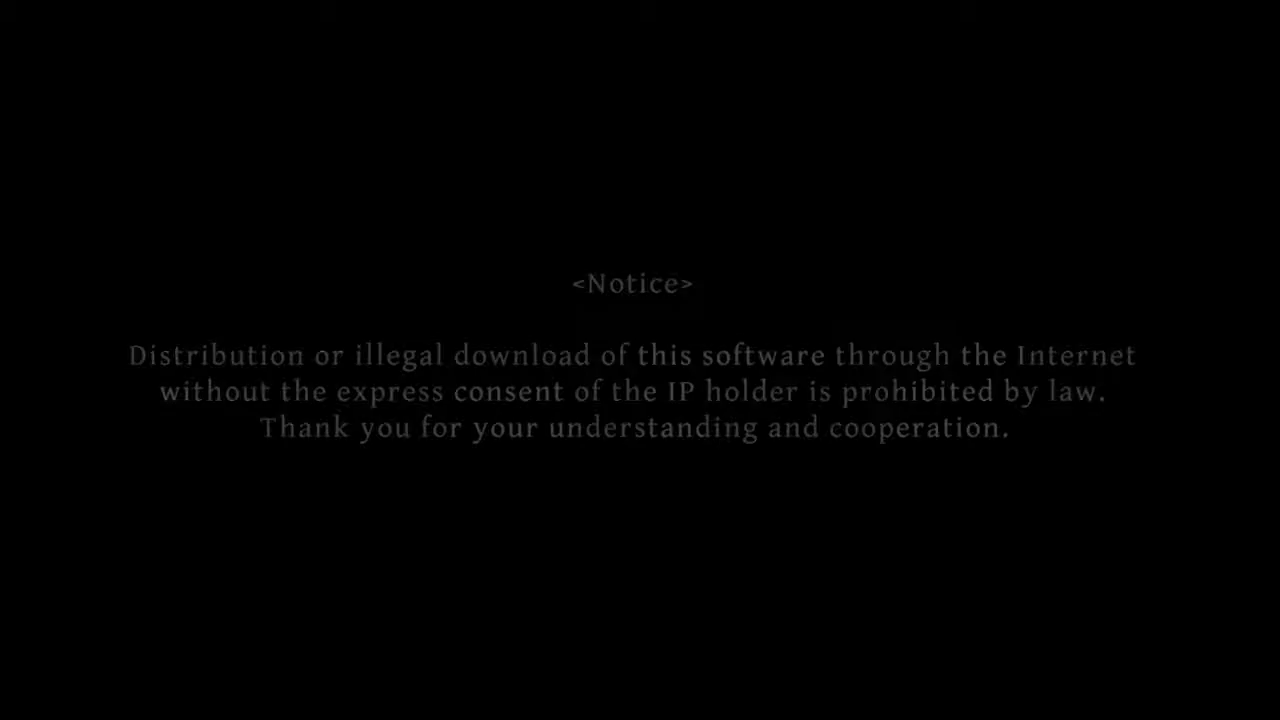 <Notice>
Distribution or illegal download of this software through the Internet
without the express consent of the IP holder is prohibited by law.
Thank you for your understanding and cooperation.